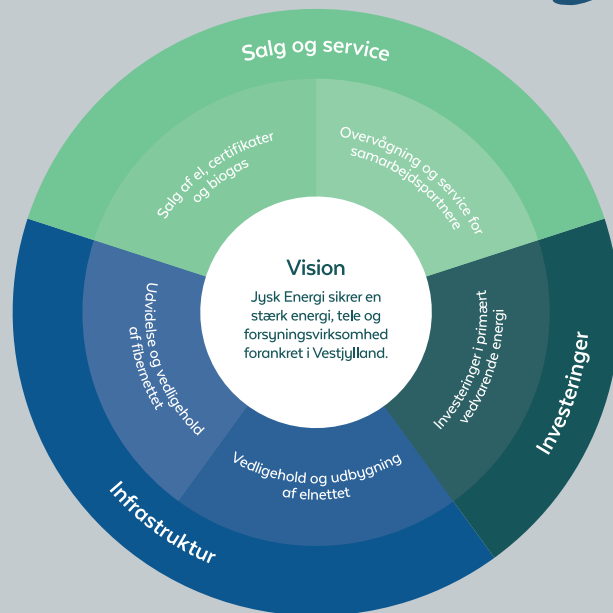 Salg og service
Salg af el, certifikater
og biogas
Overvågning og service for
samarbejdspartnere
Vision
Jysk Energi sikrer en
stærk energi, tele og
forsyningsvirksomhed
forankret i Vestjylland.
Investeringer i primært
vedvarende energi
Investeringer
Udvidelse og vedligehold
af fibernettet
Vedligehold og udbygning
af elnettet
Infrastruktur